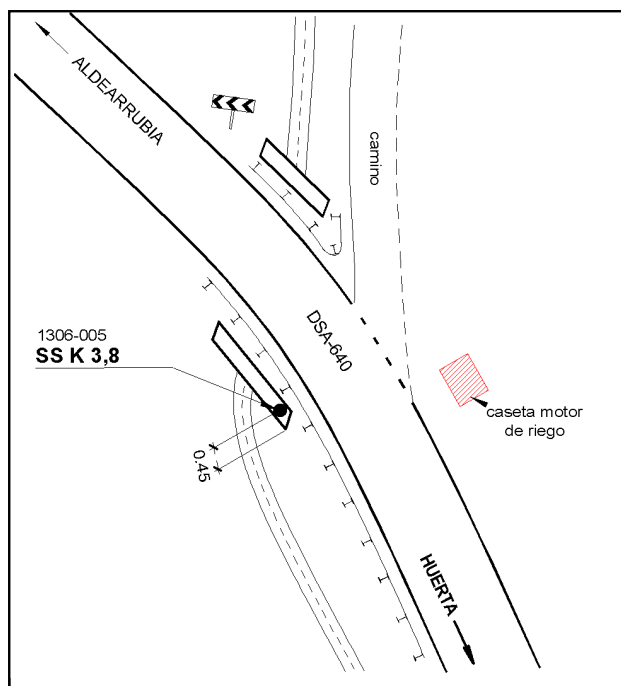 ALDEARRUBIA
camino
1306-005
SS K 3,8
DSA-640
caseta motor
de riego
0.45
HUERTA